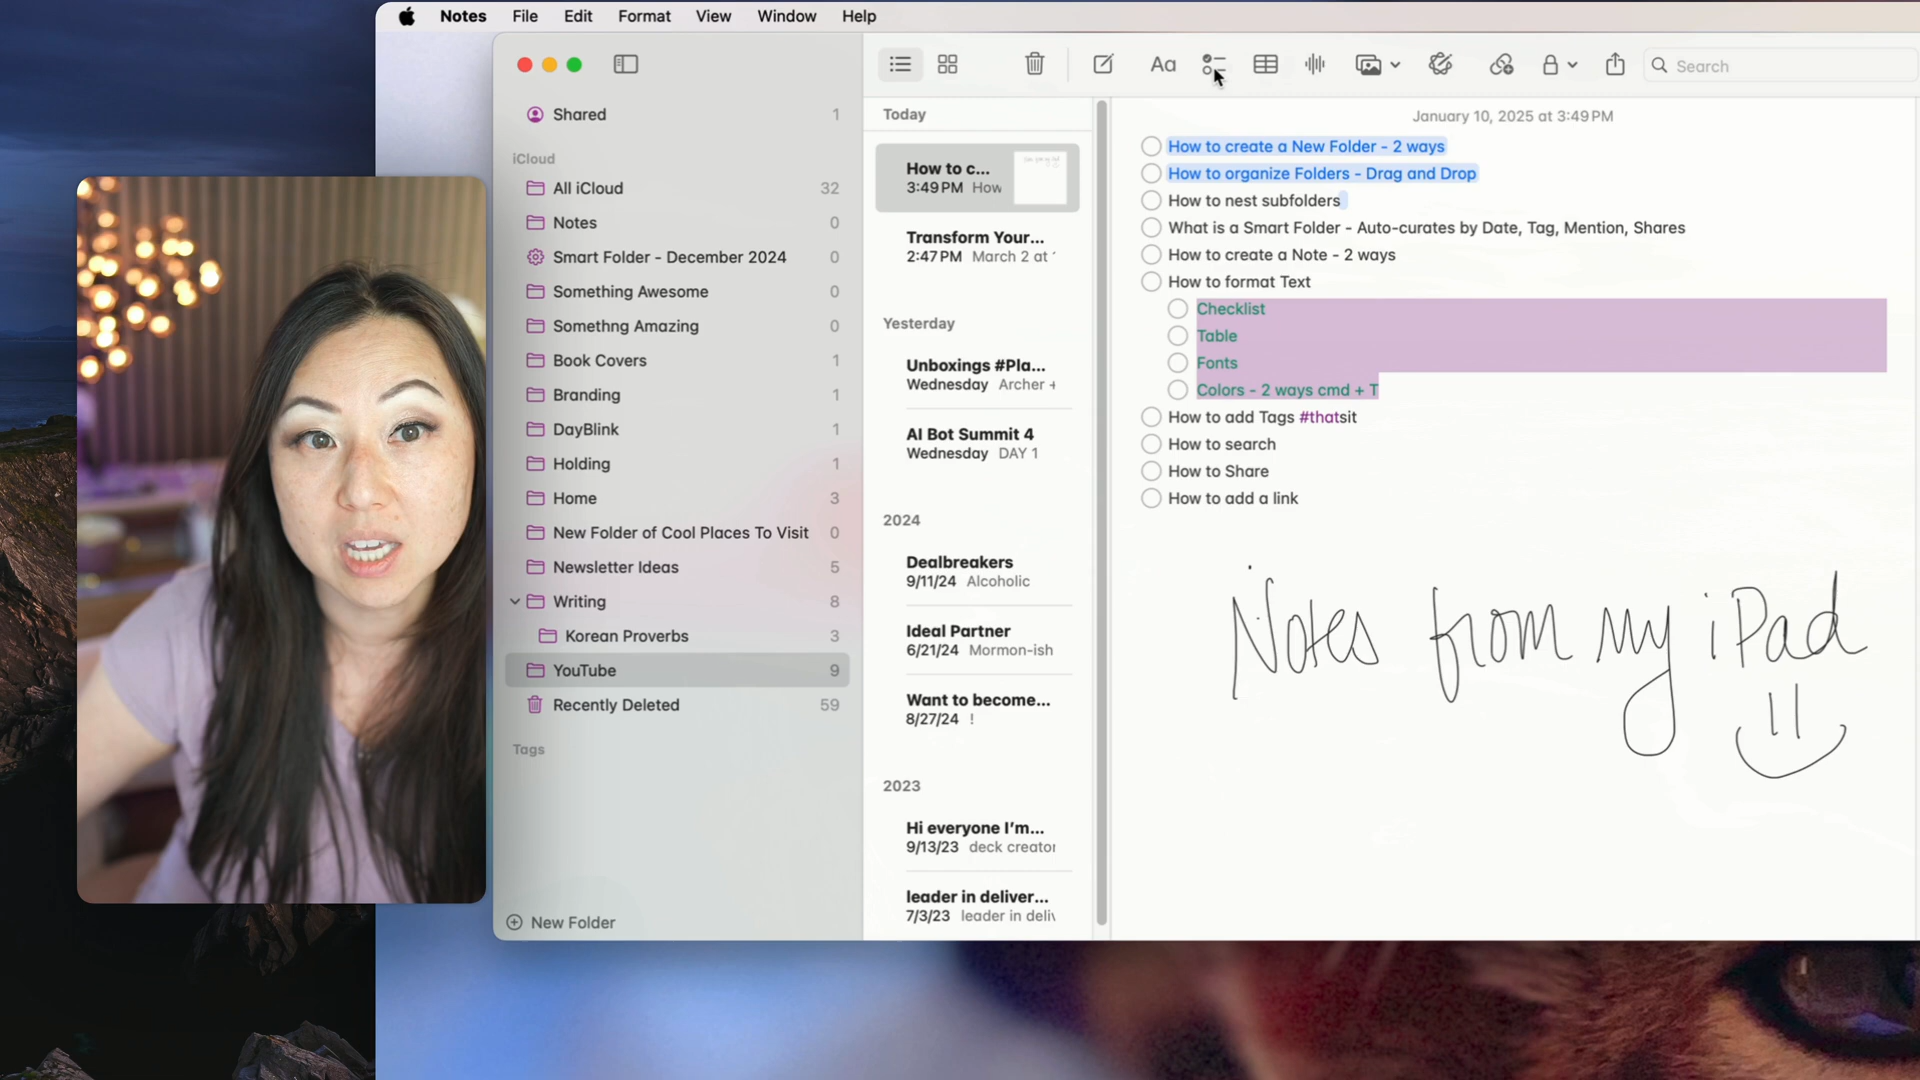 Notes File Edit Format View Window Help
Aa Search
Shared 1
iCloud
All iCloud 32
Notes 0
Smart Folder - December 2024 0
Something Awesome 0
Somethng Amazing 0
Book Covers 1
Branding 1
DayBlink 1
Holding 1
Home 3
New Folder of Cool Places To Visit 0
Newsletter Ideas 5
Writing 8
Korean Proverbs 3
YouTube 9
Recently Deleted 59
Tags
New Folder
Today
How to c...
3:49 PM How
Transform Your...
2:47 PM March 2 at
Yesterday
Unboxings #Pla...
Wednesday Archer +
AI Bot Summit 4
Wednesday DAY 1
2024
Dealbreakers
9/11/24 Alcoholic
Ideal Partner
6/21/24 Mormon-ish
Want to become...
8/27/24 !
2023
Hi everyone I'm...
9/13/23 deck creator
leader in deliver...
7/3/23 leader in deliv
January 10, 2025 at 3:49 PM
How to create a New Folder - 2 ways
How to organize Folders - Drag and Drop
How to nest subfolders
What is a Smart Folder - Auto-curates by Date, Tag, Mention, Shares
How to create a Note - 2 ways
How to format Text
Checklist
Table
Fonts
Colors - 2 ways cmd + T
How to add Tags #thatsit
How to search
How to Share
How to add a link
Notes from my iPad